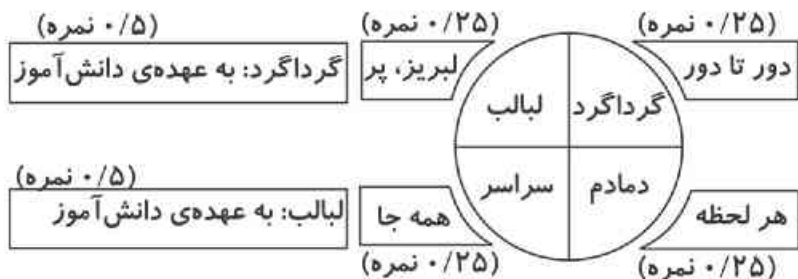 (۰/۲۵ نمره) (۰/۲۵ نمره) (۰/۵ نمره)
دور تا دور
لبریز، پر
گرداگرد: به عهده‌ی دانش‌آموز
گرداگرد
لبالب
دمادم
سراسر
(۰/۵ نمره)
هر لحظه
همه جا
لبالب: به عهده‌ی دانش‌آموز
(۰/۲۵ نمره) (۰/۲۵ نمره)